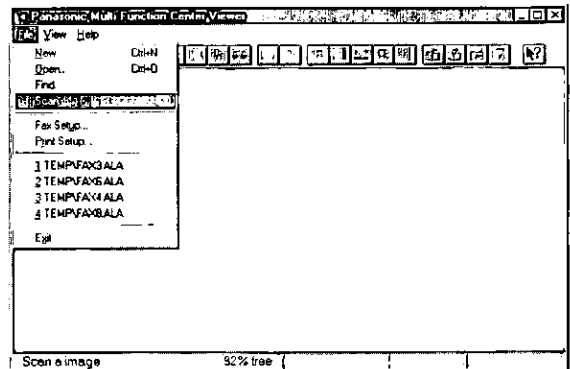 Panasonic Multi Function Center Viewer
File View Help
New Ctrl+N
Open.. Ctrl+O
Find
Scan
Fax Setup...
Print Setup...
1 TEMP\FAX3.ALA
2 TEMP\FAX6.ALA
3 TEMP\FAX4.ALA
4 TEMP\FAX8.ALA
Exit
Scan a image 92% free